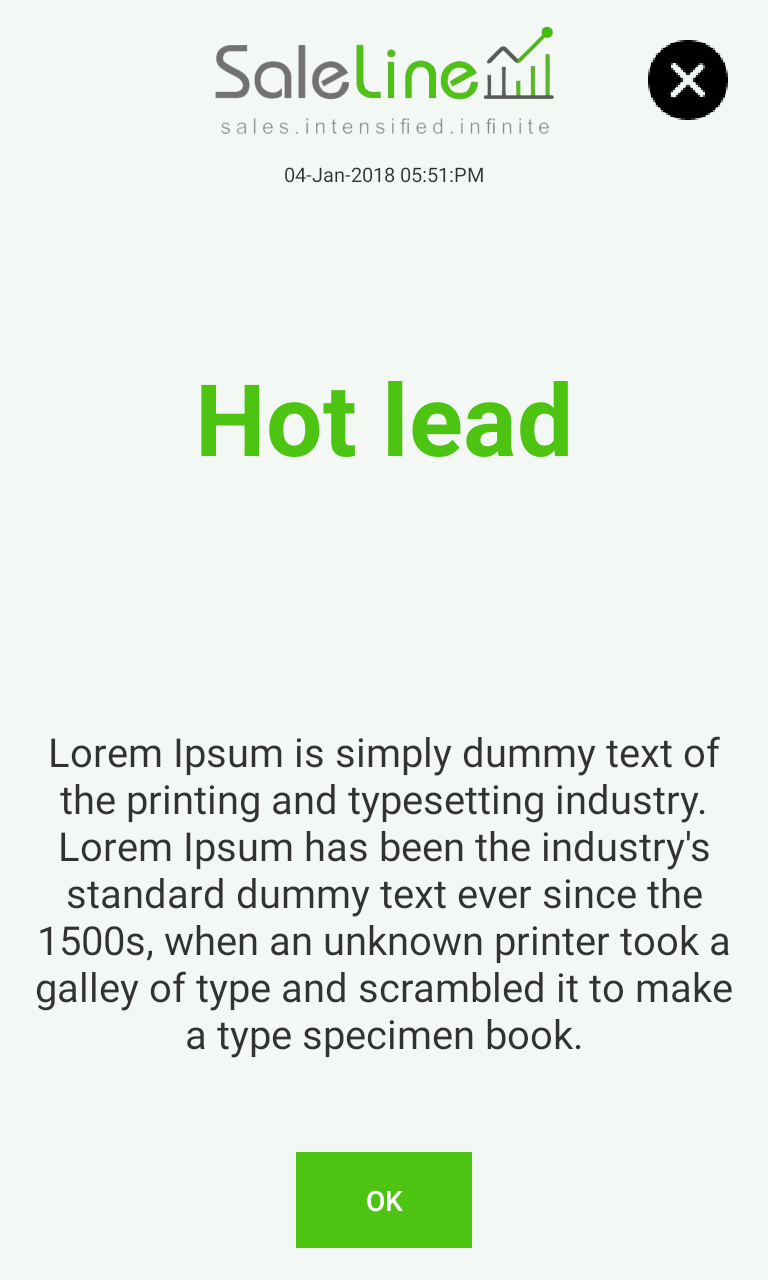 SaleLine
sales.intensified.infinite
04-Jan-2018 05:51:PM
Hot lead
Lorem Ipsum is simply dummy text of
the printing and typesetting industry.
Lorem Ipsum has been the industry's
standard dummy text ever since the
1500s, when an unknown printer took a
galley of type and scrambled it to make
a type specimen book.
OK